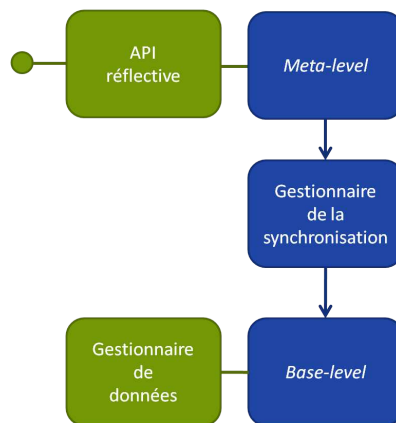 API
réflective
Meta-level
Gestionnaire
de la
synchronisation
Gestionnaire
de
données
Base-level